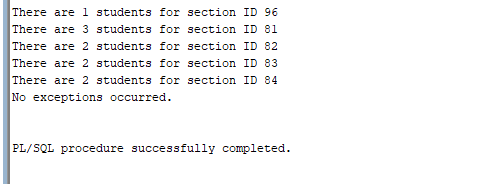 There are 1 students for section ID 96
There are 3 students for section ID 81
There are 2 students for section ID 82
There are 2 students for section ID 83
There are 2 students for section ID 84
No exceptions occurred.
PL/SQL procedure successfully completed.